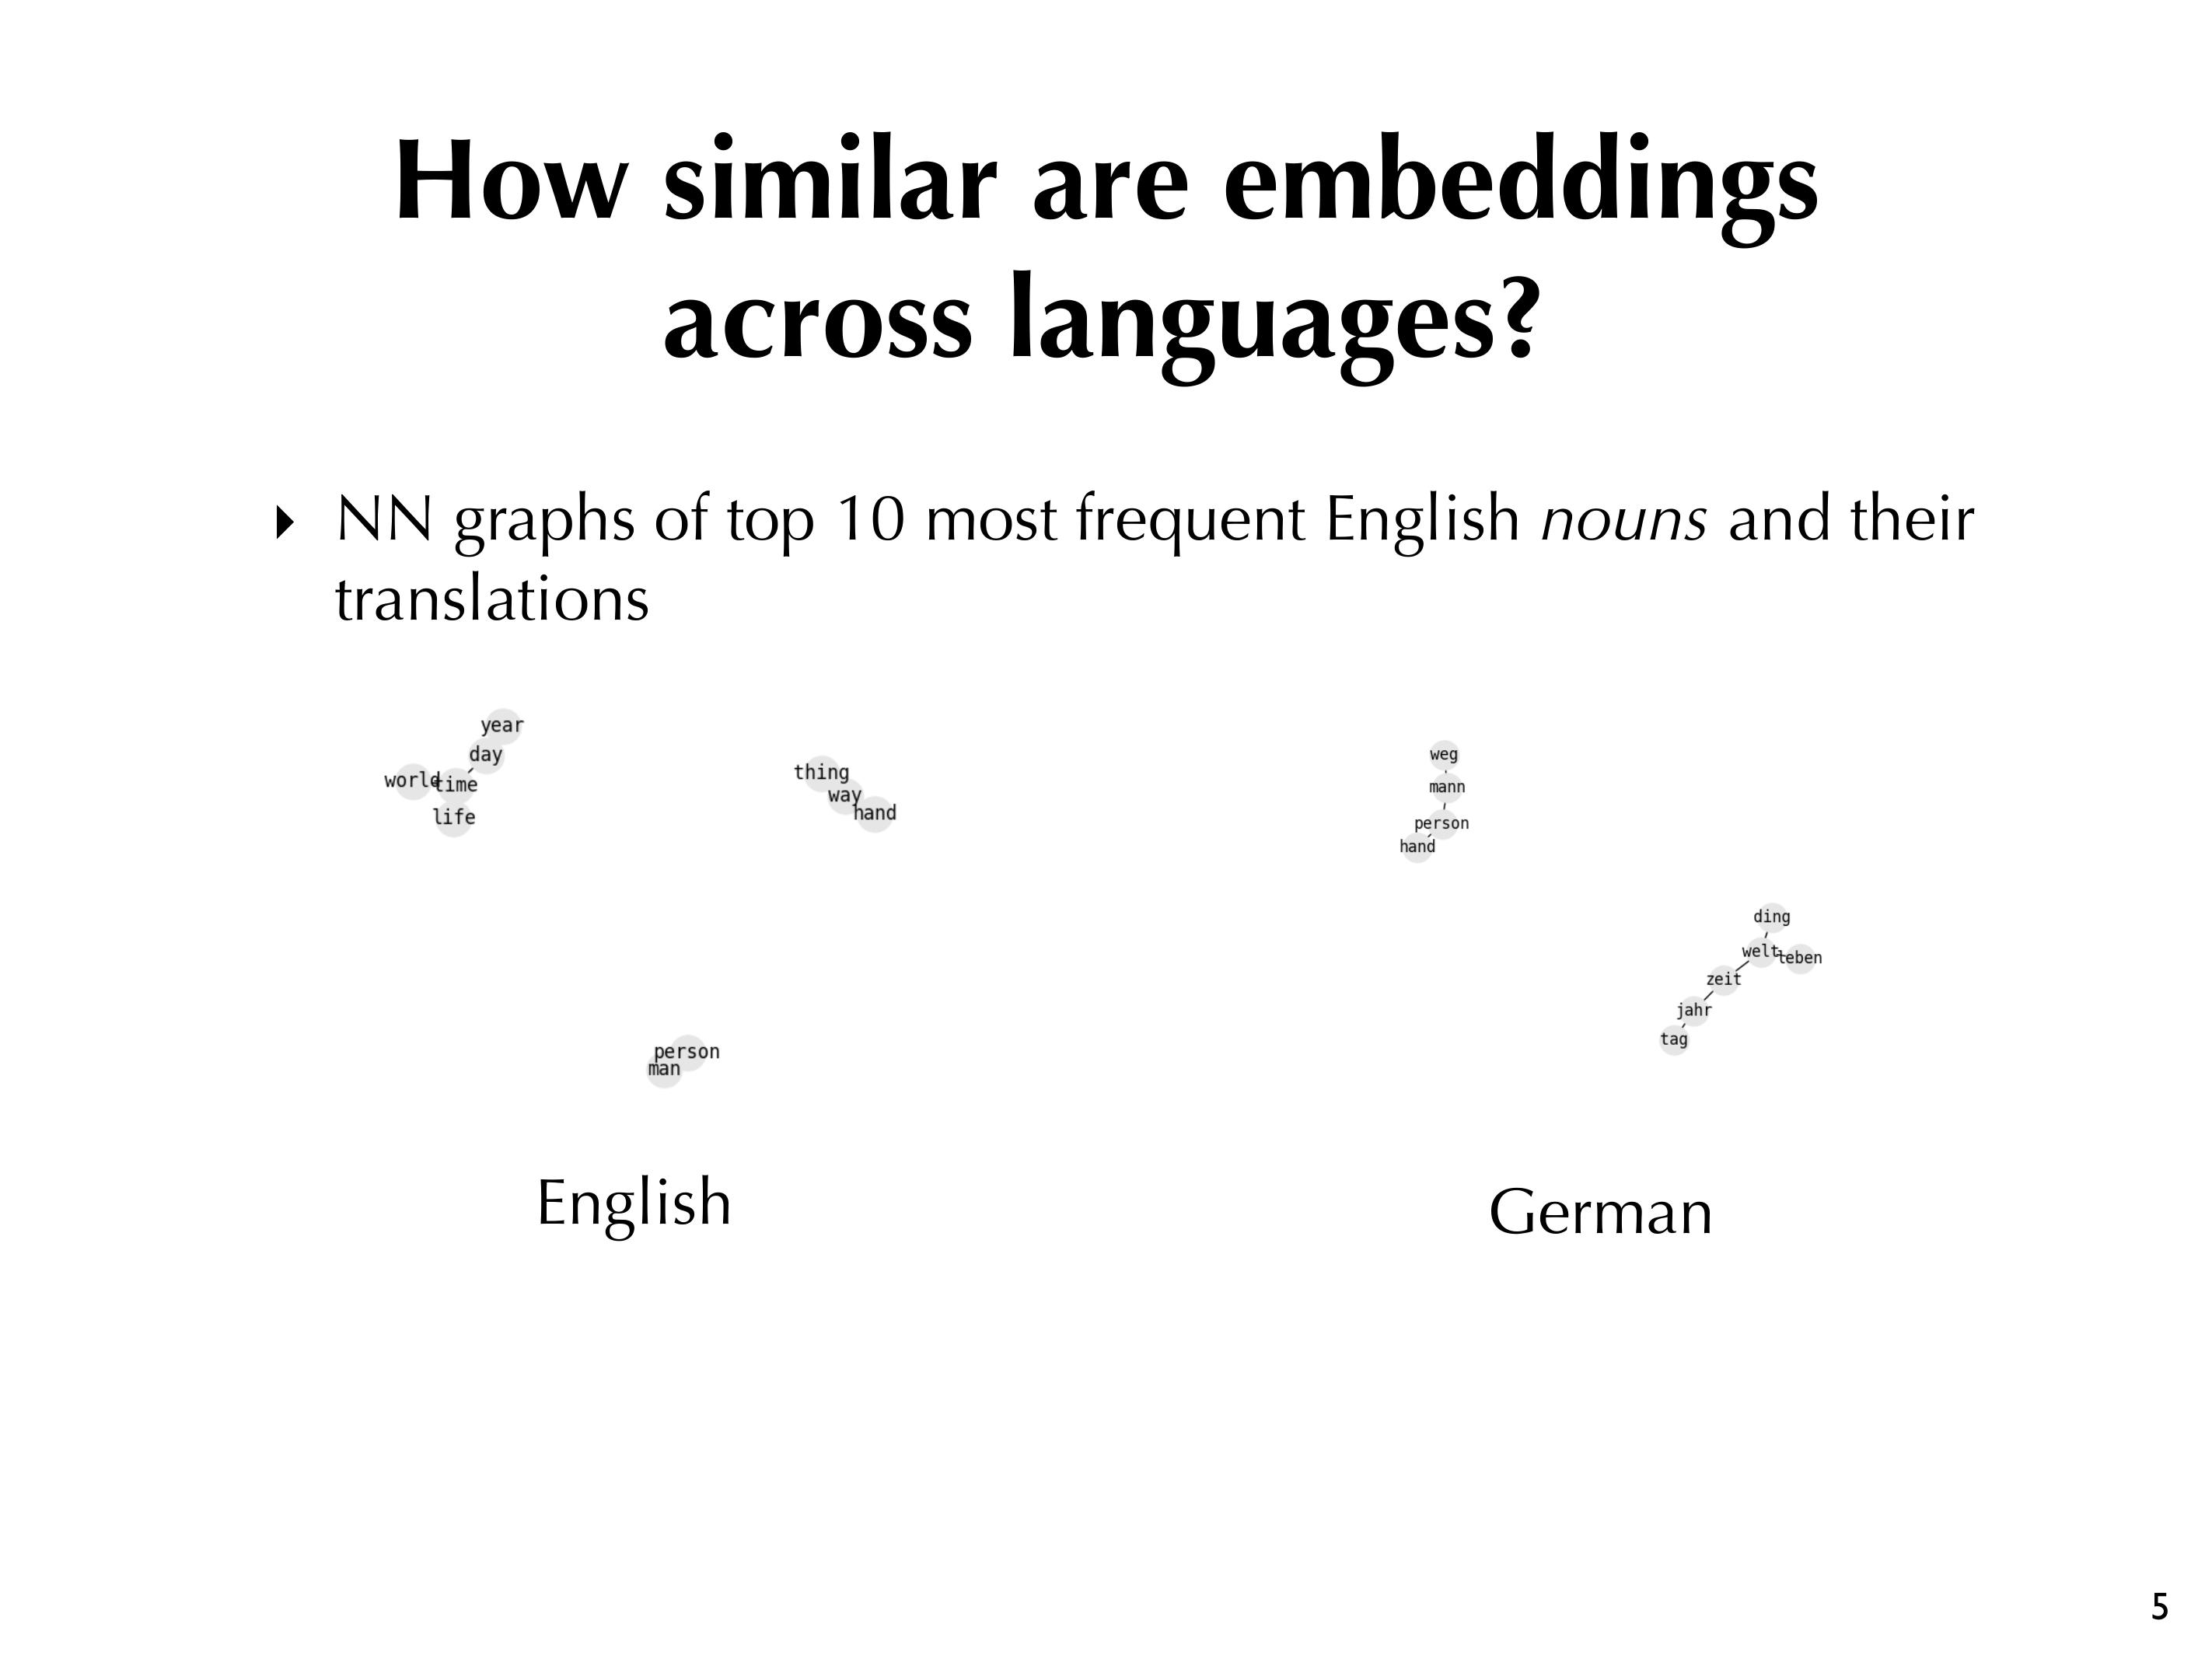 How similar are embeddings
across languages?
‣ NN graphs of top 10 most frequent English nouns and their
translations
year
day
world
time
life
thing
way
hand
person
man
English
weg
mann
person
hand
ding
welt
leben
zeit
jahr
tag
German
5